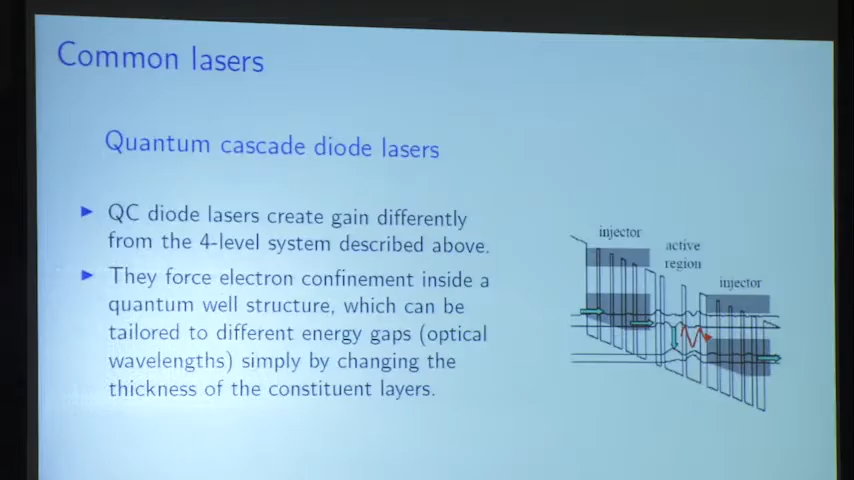 Common lasers
Quantum cascade diode lasers
QC diode lasers create gain differently
from the 4-level system described above.
They force electron confinement inside a
quantum well structure, which can be
tailored to different energy gaps (optical
wavelengths) simply by changing the
thickness of the constituent layers.
injector
active
region
injector